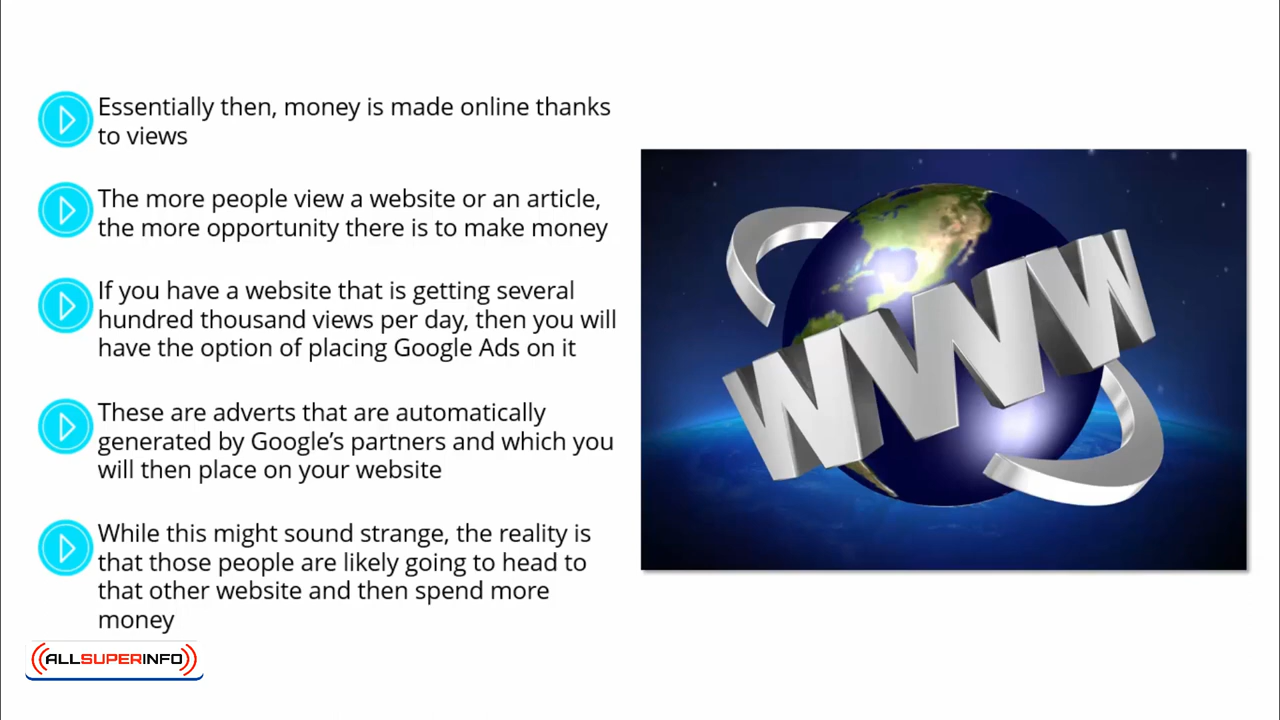 Essentially then, money is made online thanks
to views
The more people view a website or an article,
the more opportunity there is to make money
If you have a website that is getting several
hundred thousand views per day, then you will
have the option of placing Google Ads on it
These are adverts that are automatically
generated by Google’s partners and which you
will then place on your website
While this might sound strange, the reality is
that those people are likely going to head to
that other website and then spend more
money
WWW
ALLSUPERINFO